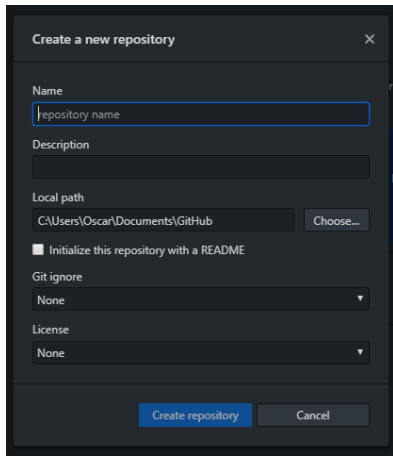 Create a new repository
Name
repository name
Description
Local path
C:\Users\Oscar\Documents\GitHub
Choose...
Initialize this repository with a README
Git ignore
None
License
None
Create repository
Cancel